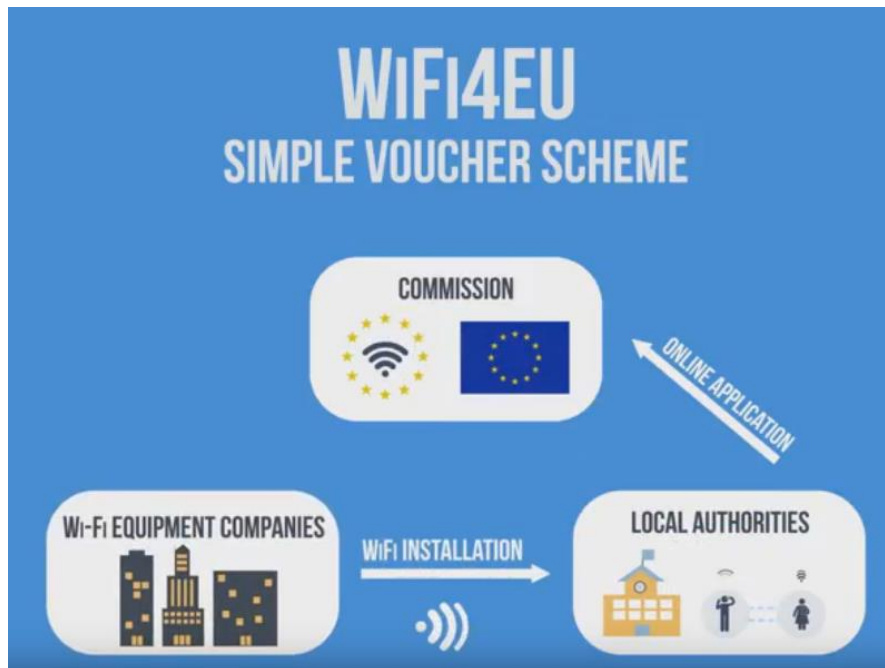 WiFi4EU
SIMPLE VOUCHER SCHEME
COMMISSION
ONLINE APPLICATION
Wi-Fi EQUIPMENT COMPANIES
WiFi INSTALLATION
LOCAL AUTHORITIES